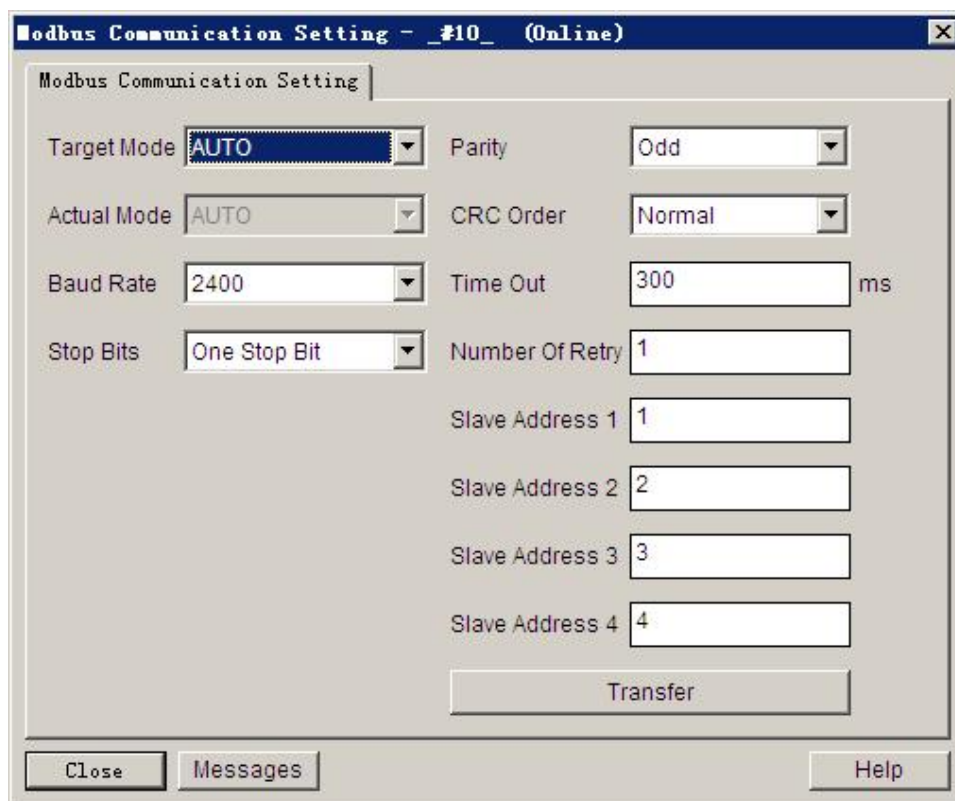 Modbus Communication Setting - _#10_ (Online)
Modbus Communication Setting
Target Mode AUTO Parity Odd
Actual Mode AUTO CRC Order Normal
Baud Rate 2400 Time Out 300 ms
Stop Bits One Stop Bit Number Of Retry 1
Slave Address 1 1
Slave Address 2 2
Slave Address 3 3
Slave Address 4 4
Transfer
Close Messages Help